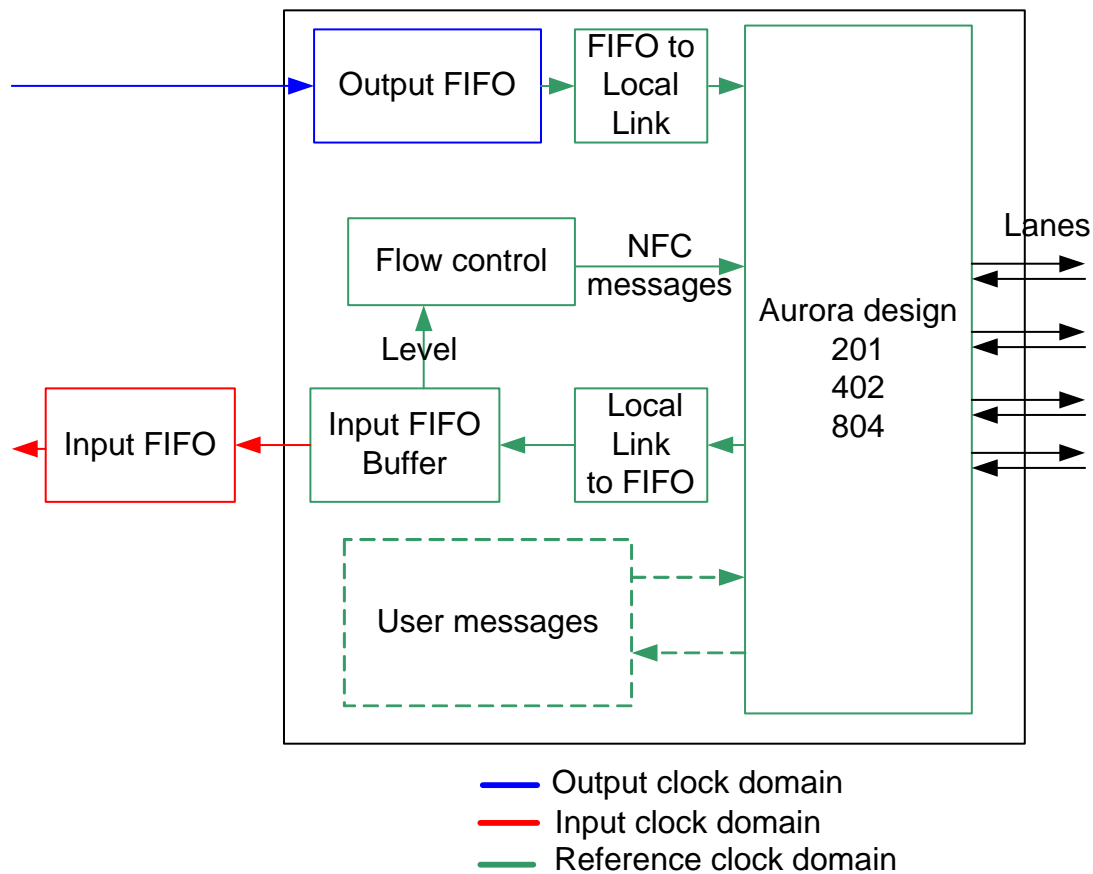 Output FIFO
FIFO to
Local
Link
Lanes
Flow control
NFC
messages
Aurora design
201
402
804
Level
Input FIFO
Input FIFO
Buffer
Local
Link
to FIFO
User messages
Output clock domain
Input clock domain
Reference clock domain